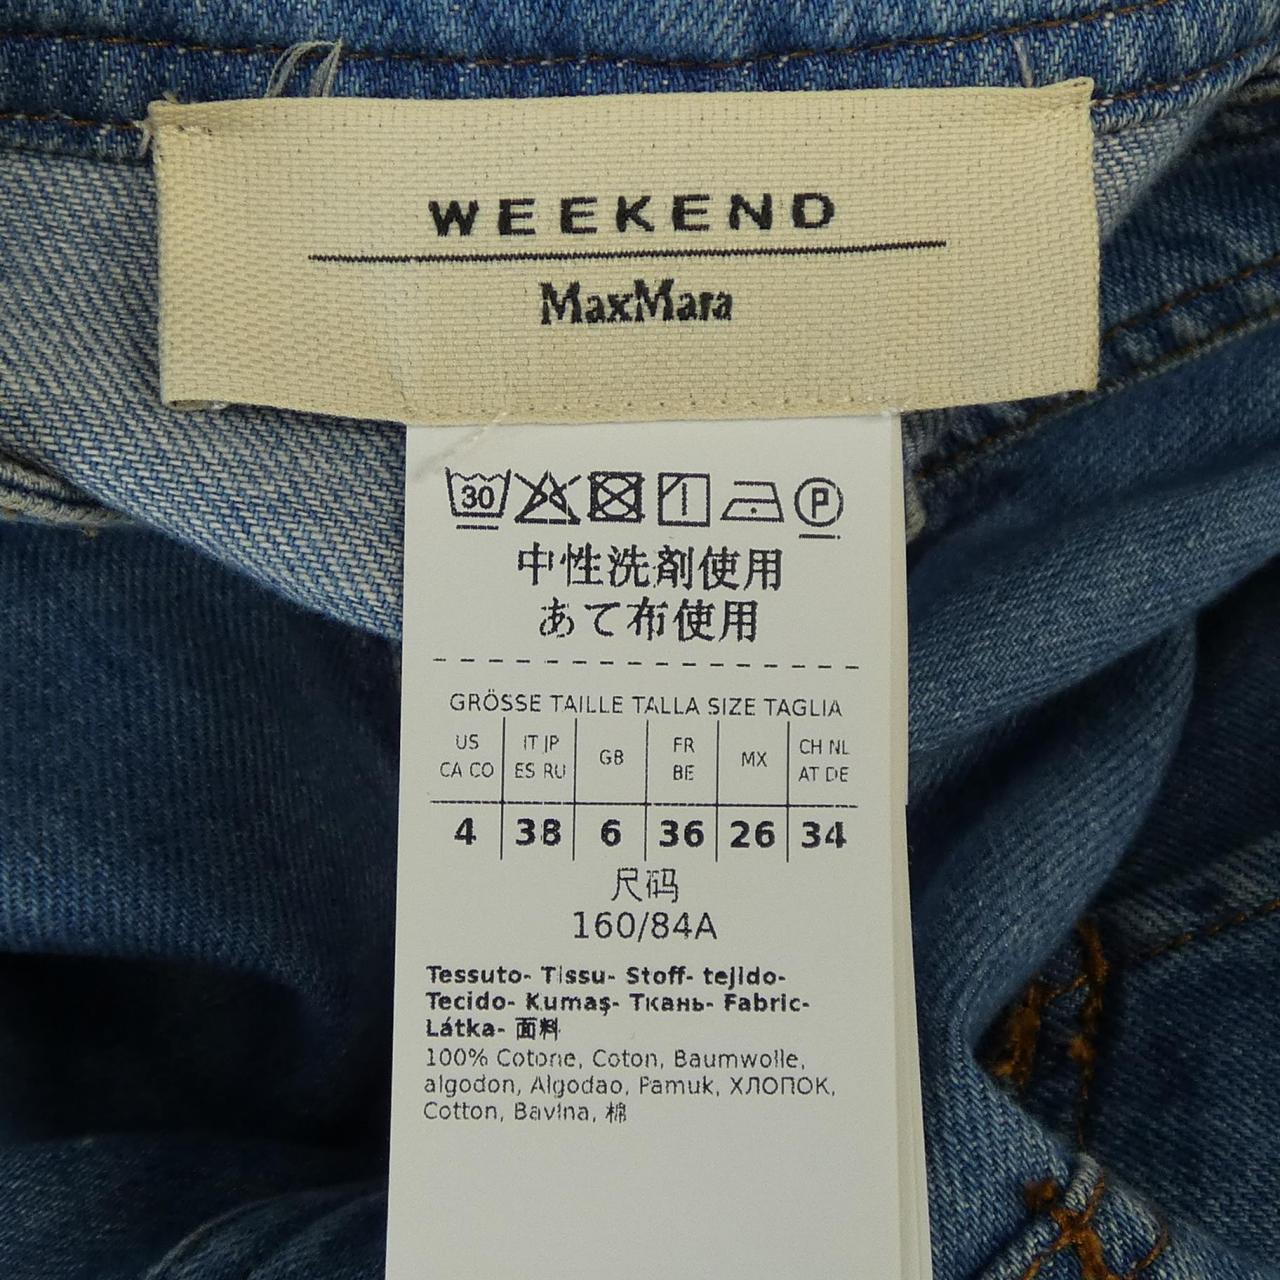 WEEKEND
MaxMara
30 P
中性洗剤使用
あて布使用
GRÖSSE TAILLE TALLA SIZE TAGLIA
US CA CO IT JP ES RU GB FR BE MX CH NL AT DE
4 38 6 36 26 34
尺码
160/84A
Tessuto- Tissu- Stoff- tejido-
Tecido- Kumaş- Ткань- Fabric-
Látka- 面料
100% Cotone, Coton, Baumwolle,
algodon, Algodao, Pamuk, ХЛОПОК,
Cotton, Bavlna, 棉